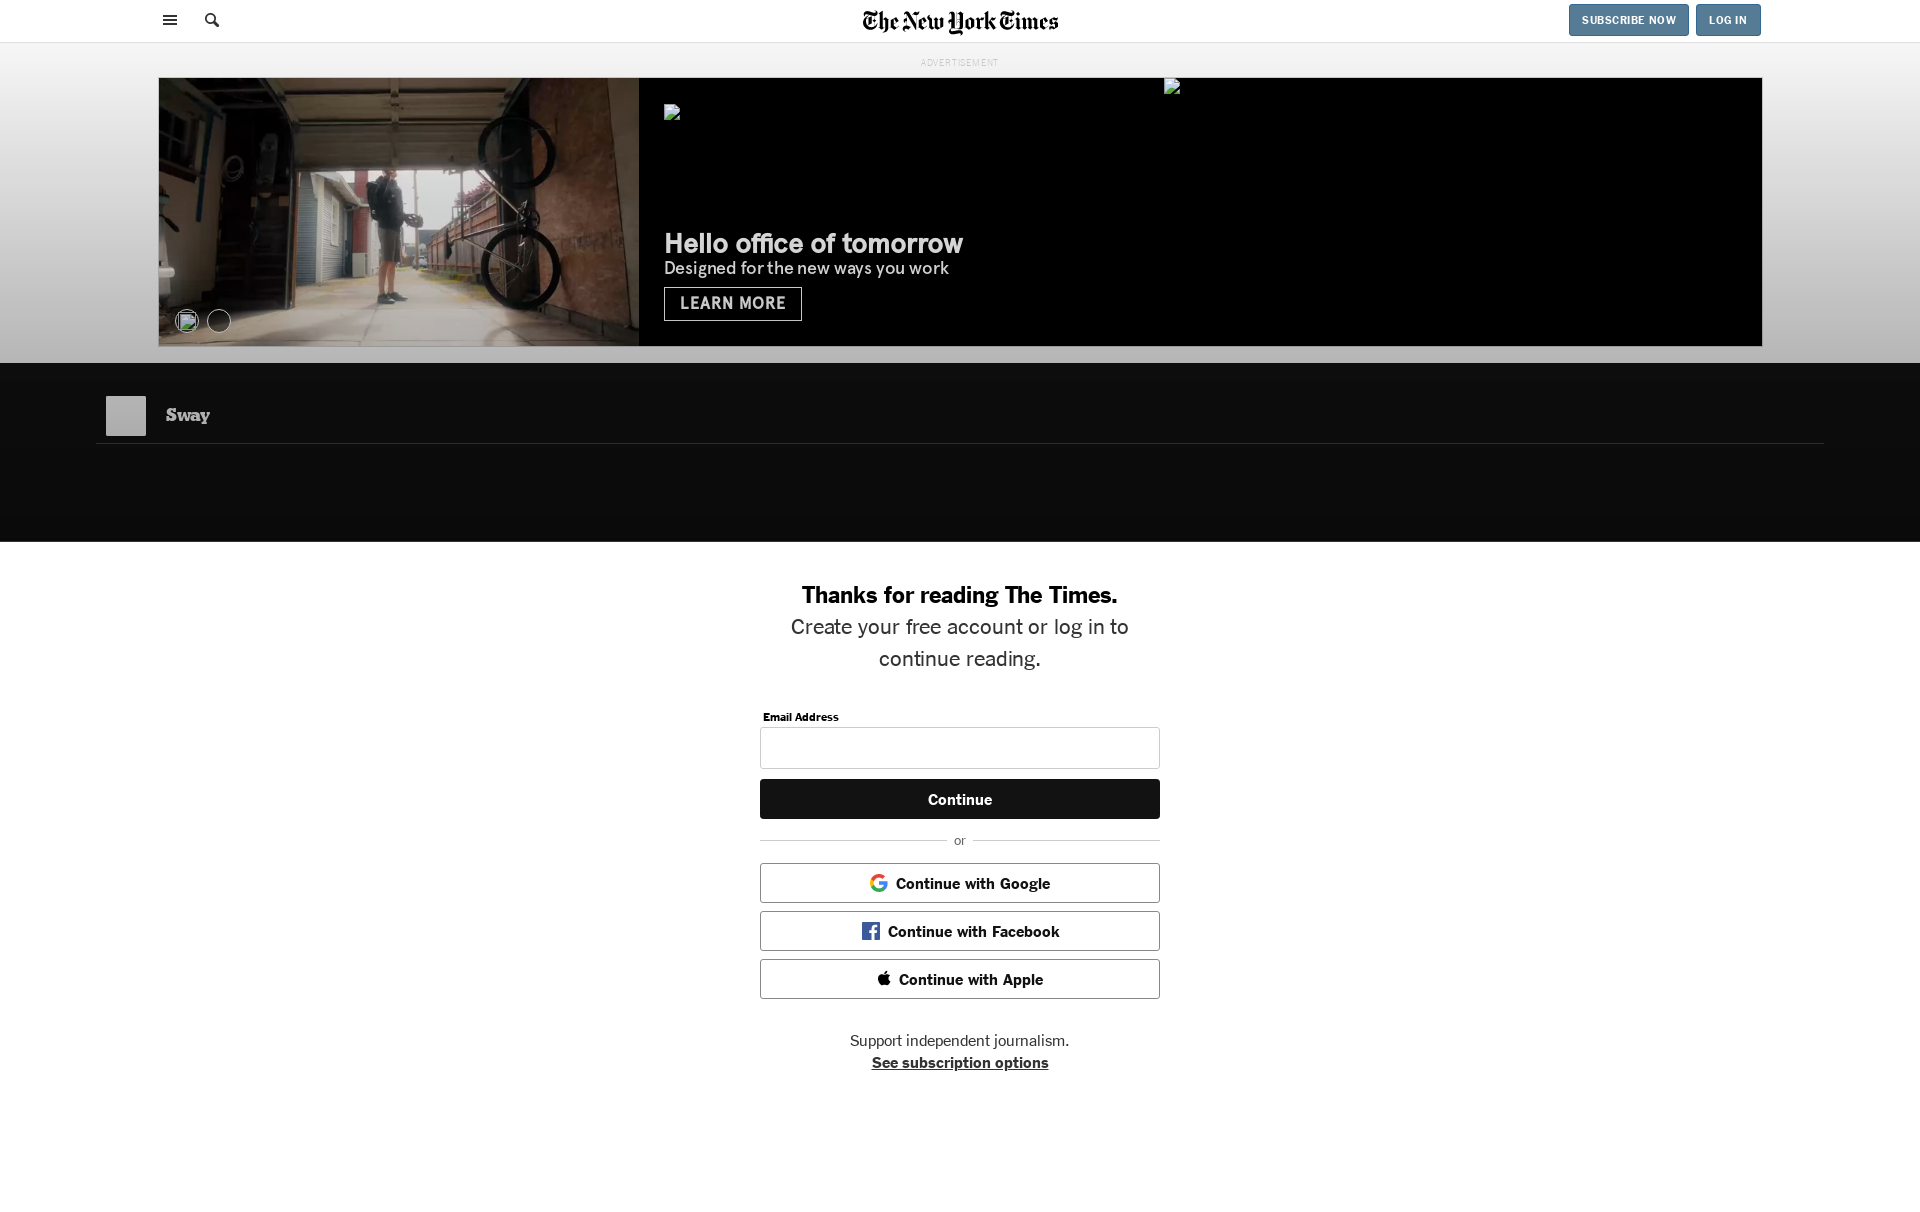 The New York Times
SUBSCRIBE NOW
LOG IN
ADVERTISEMENT
Hello office of tomorrow
Designed for the new ways you work
LEARN MORE
Sway
Thanks for reading The Times.
Create your free account or log in to
continue reading.
Email Address
Continue
or
Continue with Google
Continue with Facebook
Continue with Apple
Support independent journalism.
See subscription options